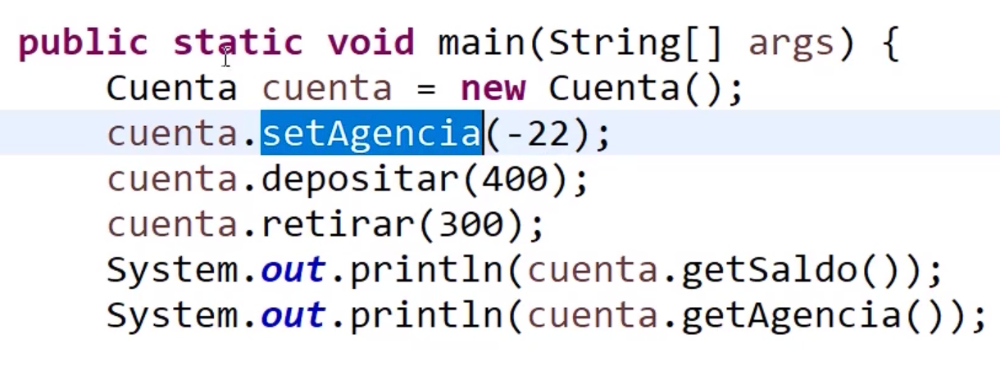 public static void main(String[] args) {
Cuenta cuenta = new Cuenta();
cuenta.setAgencia(-22);
cuenta.depositar(400);
cuenta.retirar(300);
System.out.println(cuenta.getSaldo());
System.out.println(cuenta.getAgencia());